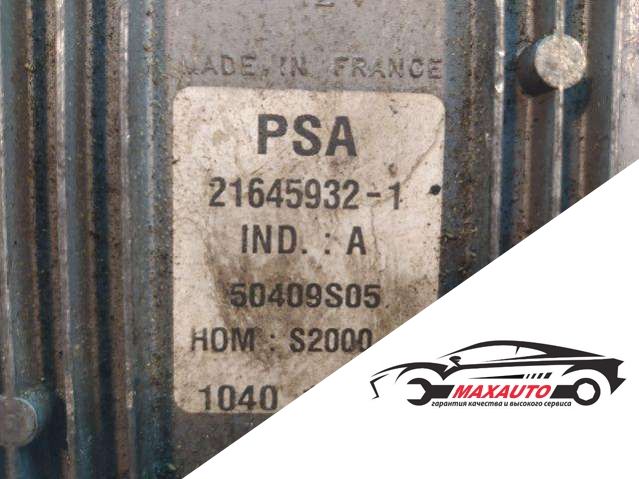 MADE IN FRANCE
PSA
21645932-1
IND. : A
50409S05
HOM : S2000
1040
MAXAUTO
гарантия качества и высокого сервиса